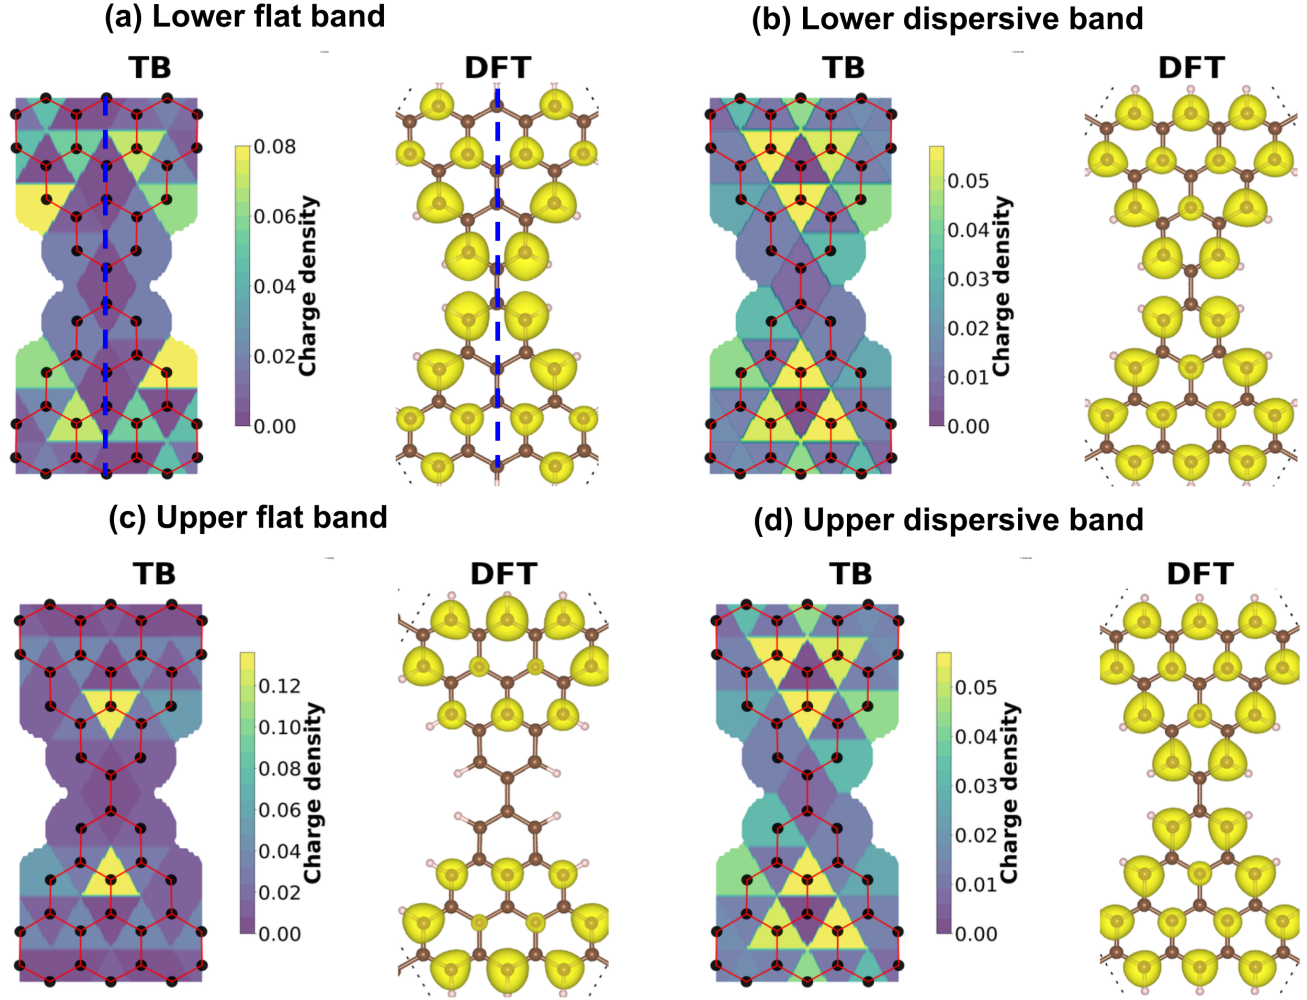 (a) Lower flat band
TB
DFT
0.08
0.06
0.04
0.02
0.00
Charge density
(b) Lower dispersive band
TB
DFT
0.05
0.04
0.03
0.02
0.01
0.00
Charge density
(c) Upper flat band
TB
DFT
0.12
0.10
0.08
0.06
0.04
0.02
0.00
Charge density
(d) Upper dispersive band
TB
DFT
0.05
0.04
0.03
0.02
0.01
0.00
Charge density